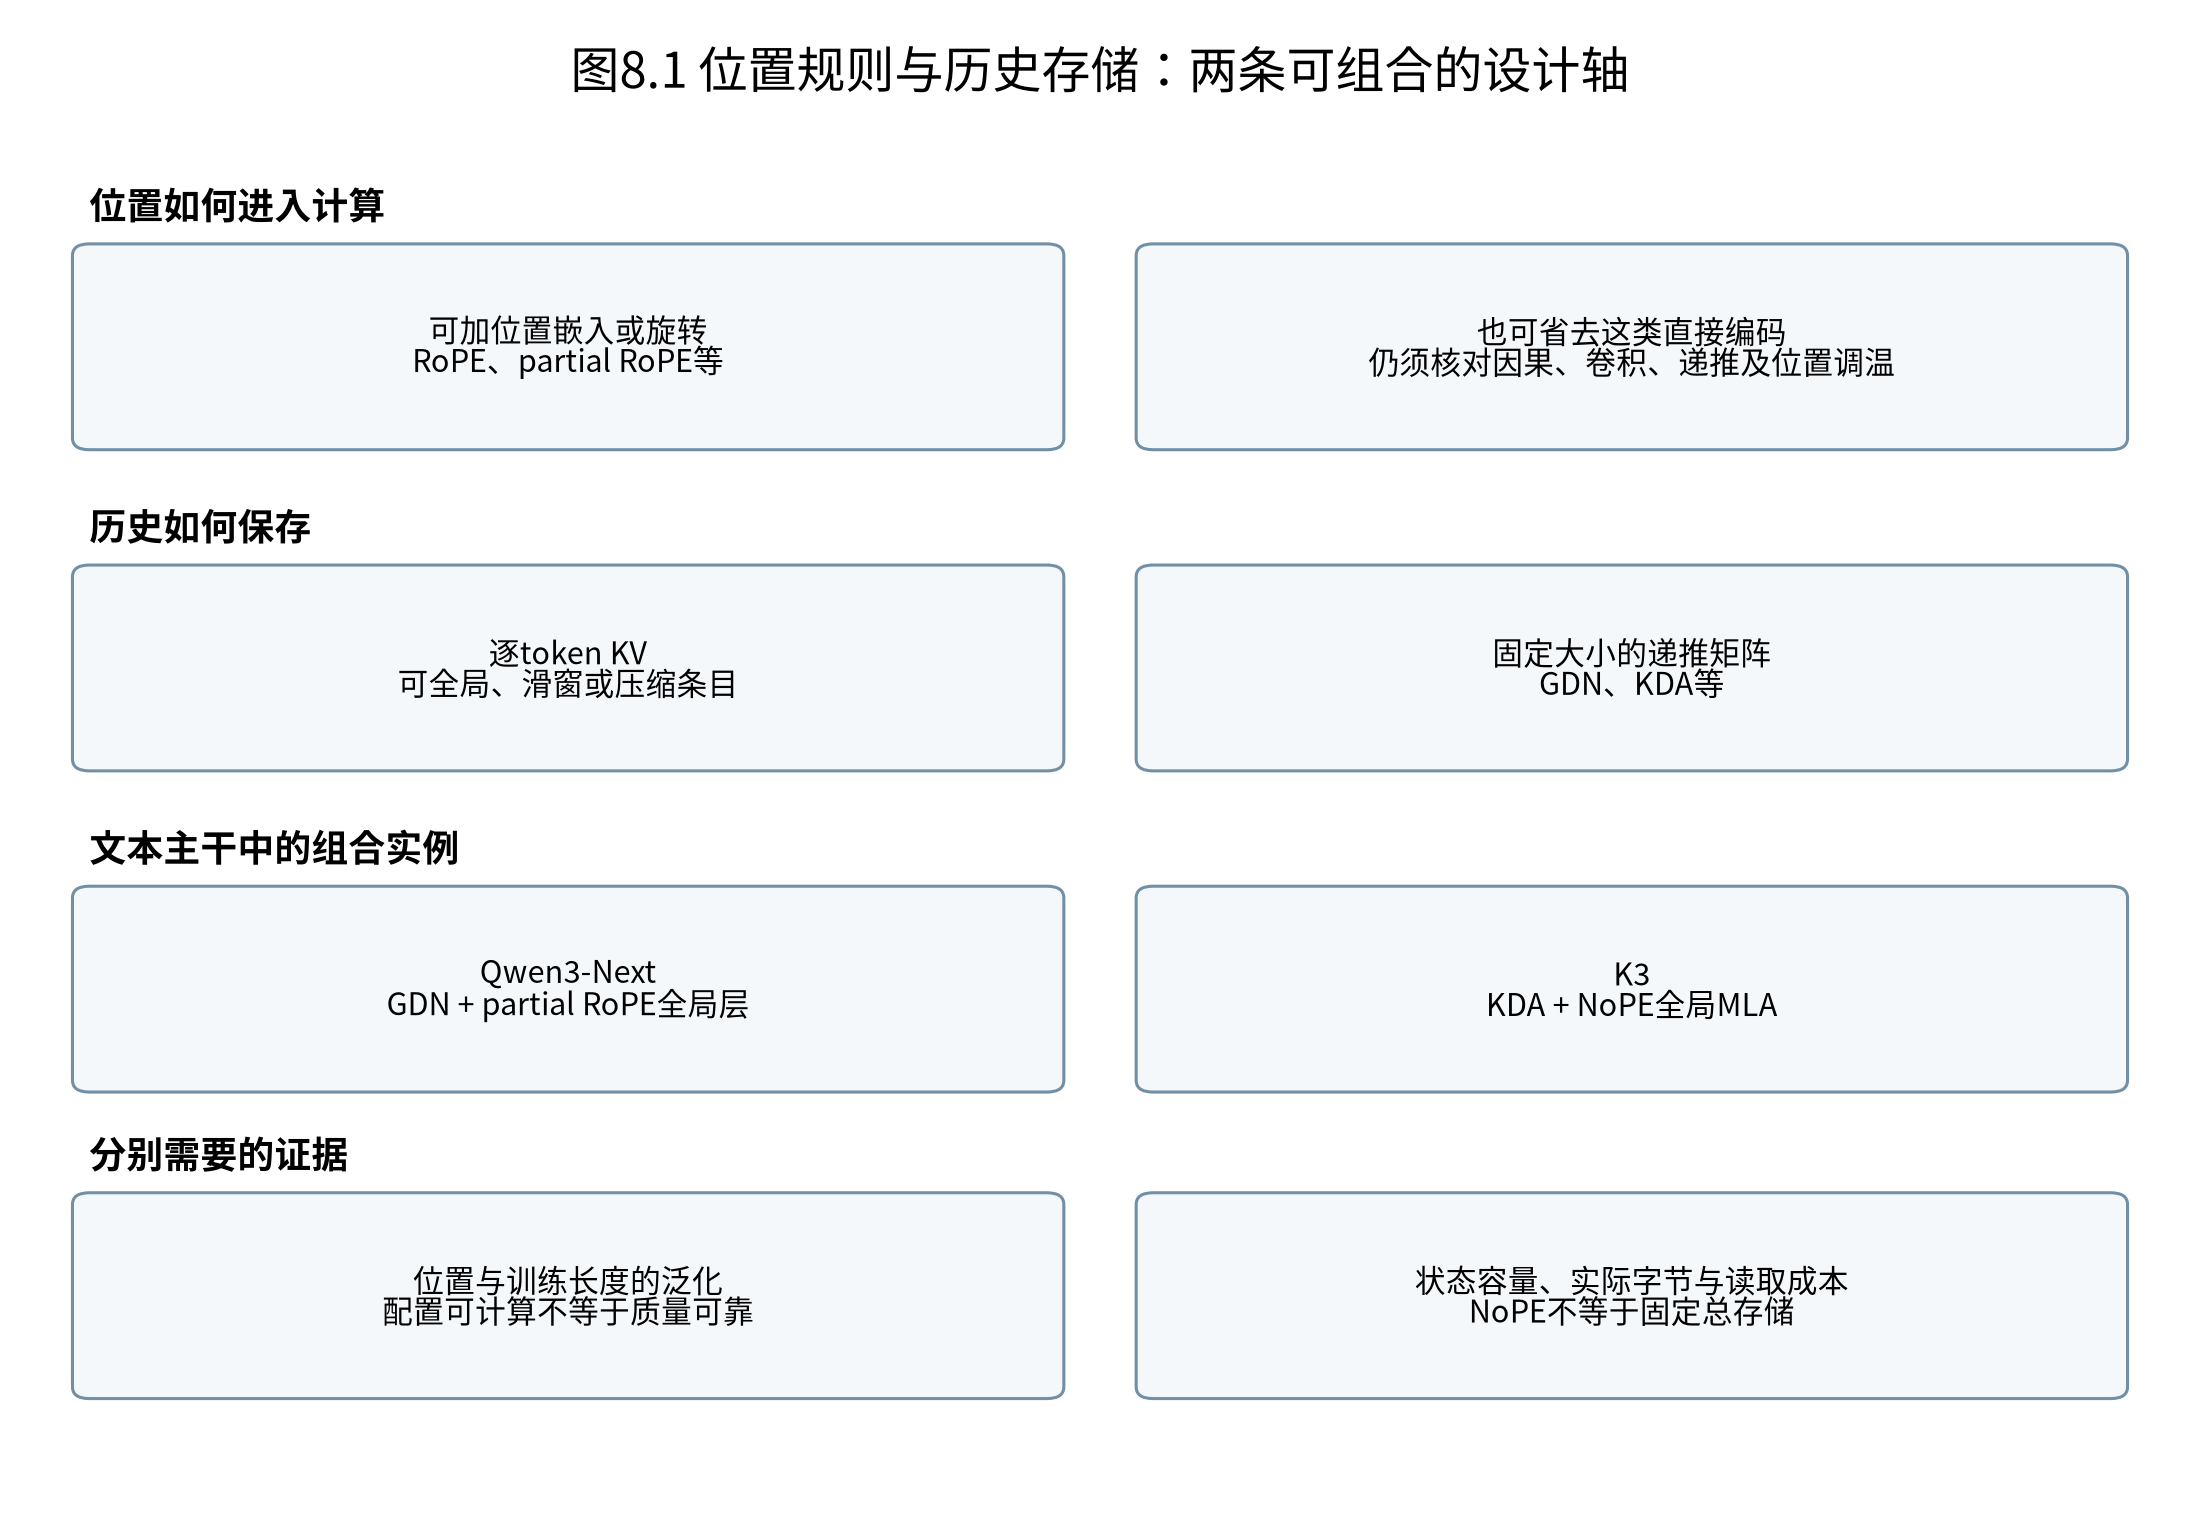 图8.1 位置规则与历史存储：两条可组合的设计轴
位置如何进入计算
可加位置嵌入或旋转
RoPE、partial RoPE等
也可省去这类直接编码
仍须核对因果、卷积、递推及位置调温
历史如何保存
逐token KV
可全局、滑窗或压缩条目
固定大小的递推矩阵
GDN、KDA等
文本主干中的组合实例
Qwen3-Next
GDN + partial RoPE全局层
K3
KDA + NoPE全局MLA
分别需要的证据
位置与训练长度的泛化
配置可计算不等于质量可靠
状态容量、实际字节与读取成本
NoPE不等于固定总存储